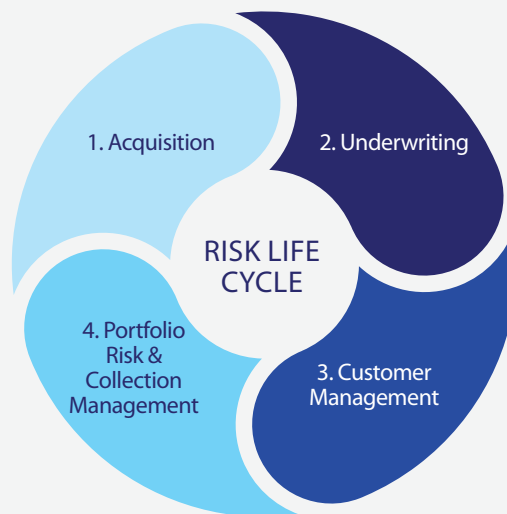 1. Acquisition
2. Underwriting
RISK LIFE
CYCLE
3. Customer
Management
4. Portfolio
Risk &
Collection
Management